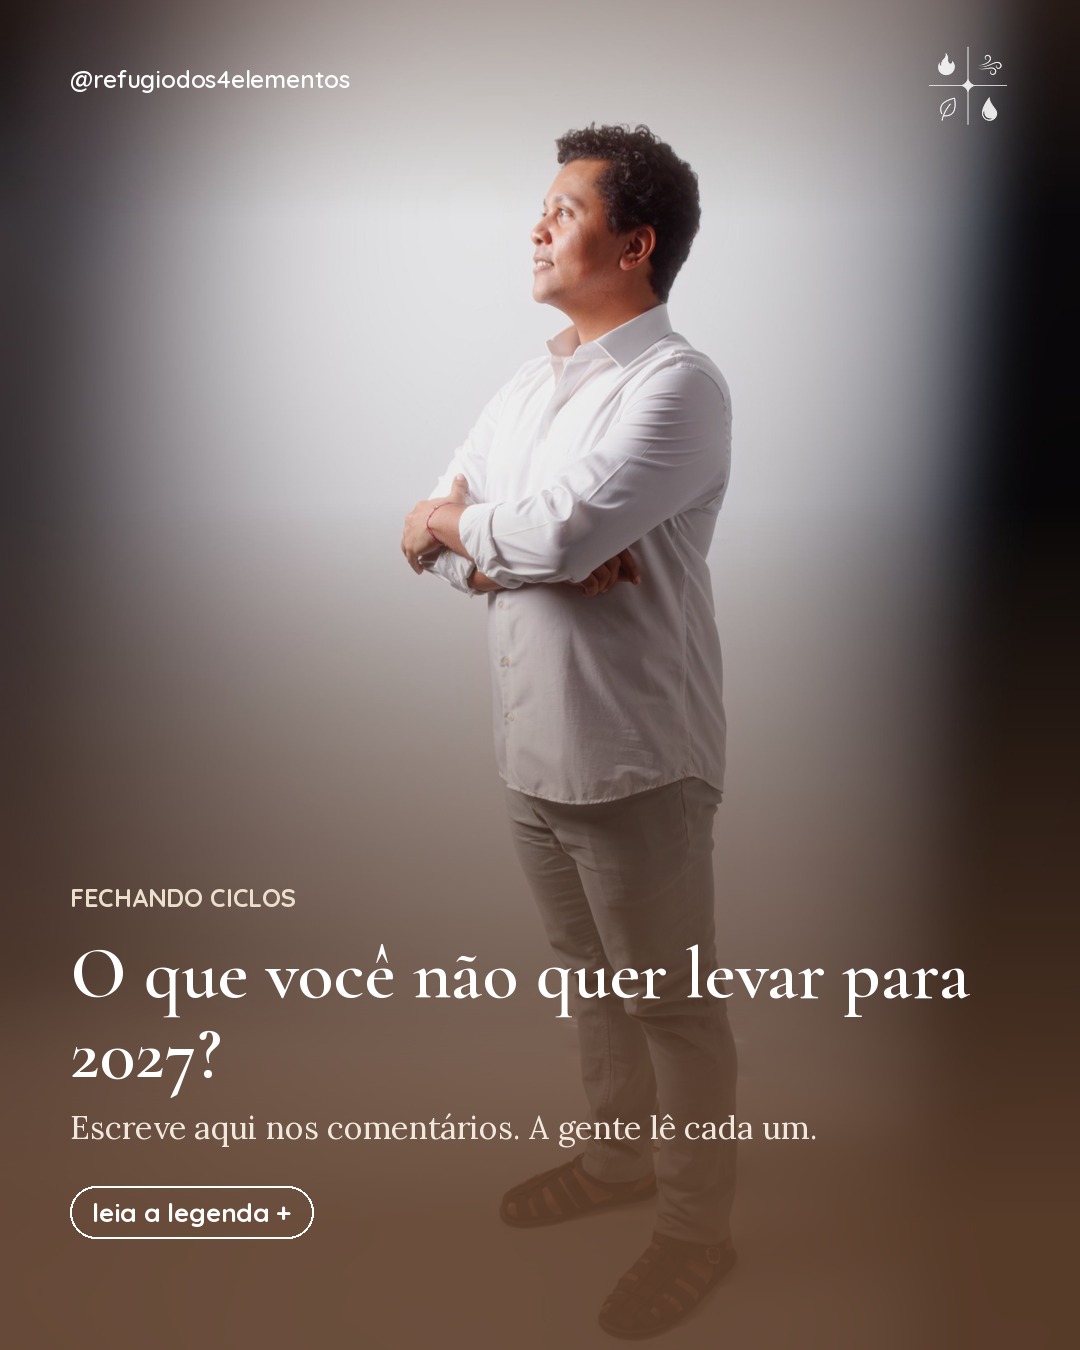 @refugiodos4elementos
FECHANDO CICLOS
O que você não quer levar para
2027?
Escreve aqui nos comentários. A gente lê cada um.
leia a legenda +